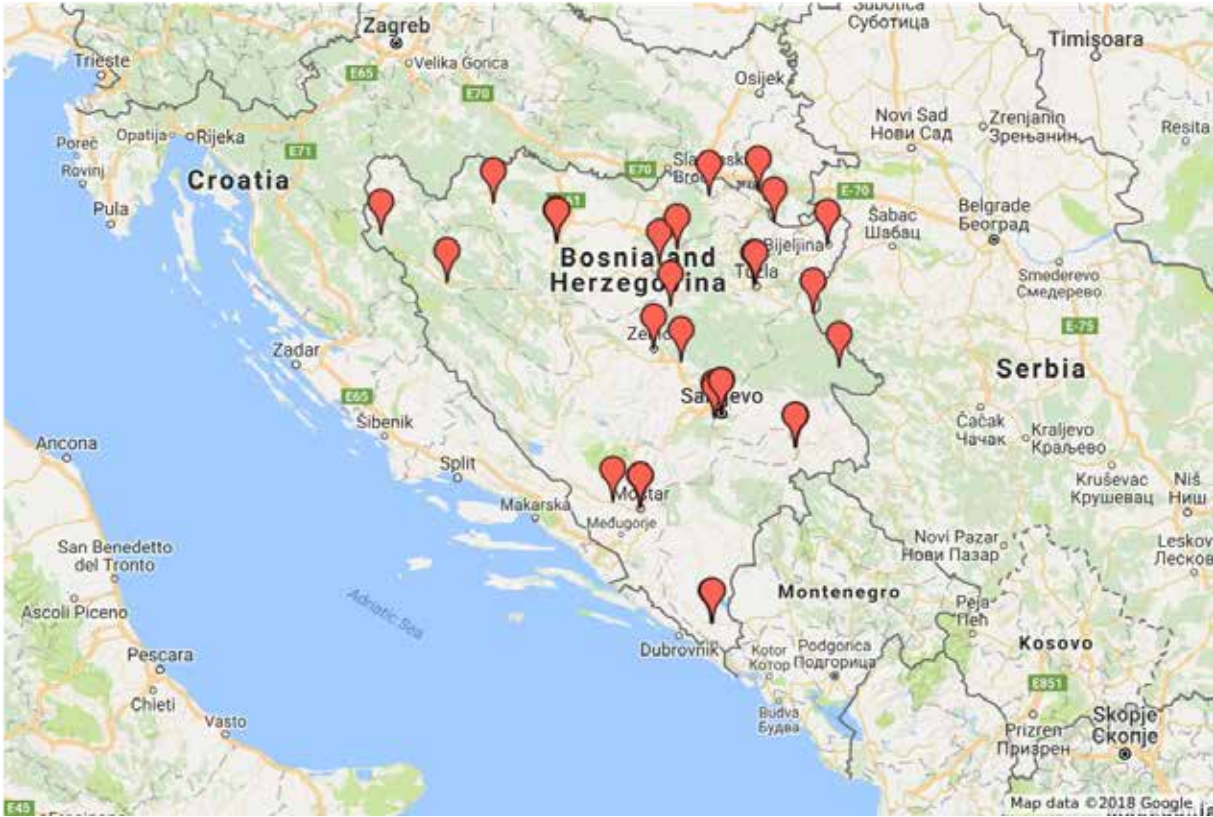 Subotica
Суботица
Zagreb
Timișoara
Trieste
E65
Velika Gorica
Osijek
E70
Novi Sad
Нови Сад
Zrenjanin
Зрењанин
Resita
Poreč
Opatija
Rijeka
E71
E70
Rovinj
Croatia
E-70
Belgrade
Београд
Pula
Šabac
Шабац
Bijeljina
Bosnia and
Herzegovina
Tuzla
Smederevo
Смедерево
E-75
Zadar
E65
Sarajevo
Serbia
Šibenik
Čačak
Чачак
Kraljevo
Краљево
Ancona
Split
Kruševac
Крушевац
Niš
Ниш
Makarska
Mostar
Međugorje
Novi Pazar
Нови Пазар
Leskov
Лесков
San Benedetto
del Tronto
Adriatic Sea
Montenegro
Peja
Пећ
Ascoli Piceno
Dubrovnik
Kotor
Котор
Podgorica
Подгорица
Kosovo
Pescara
E851
Chieti
Budva
Будва
Vasto
Prizren
Призрен
Skopje
Скопје
E45
Map data ©2018 Google